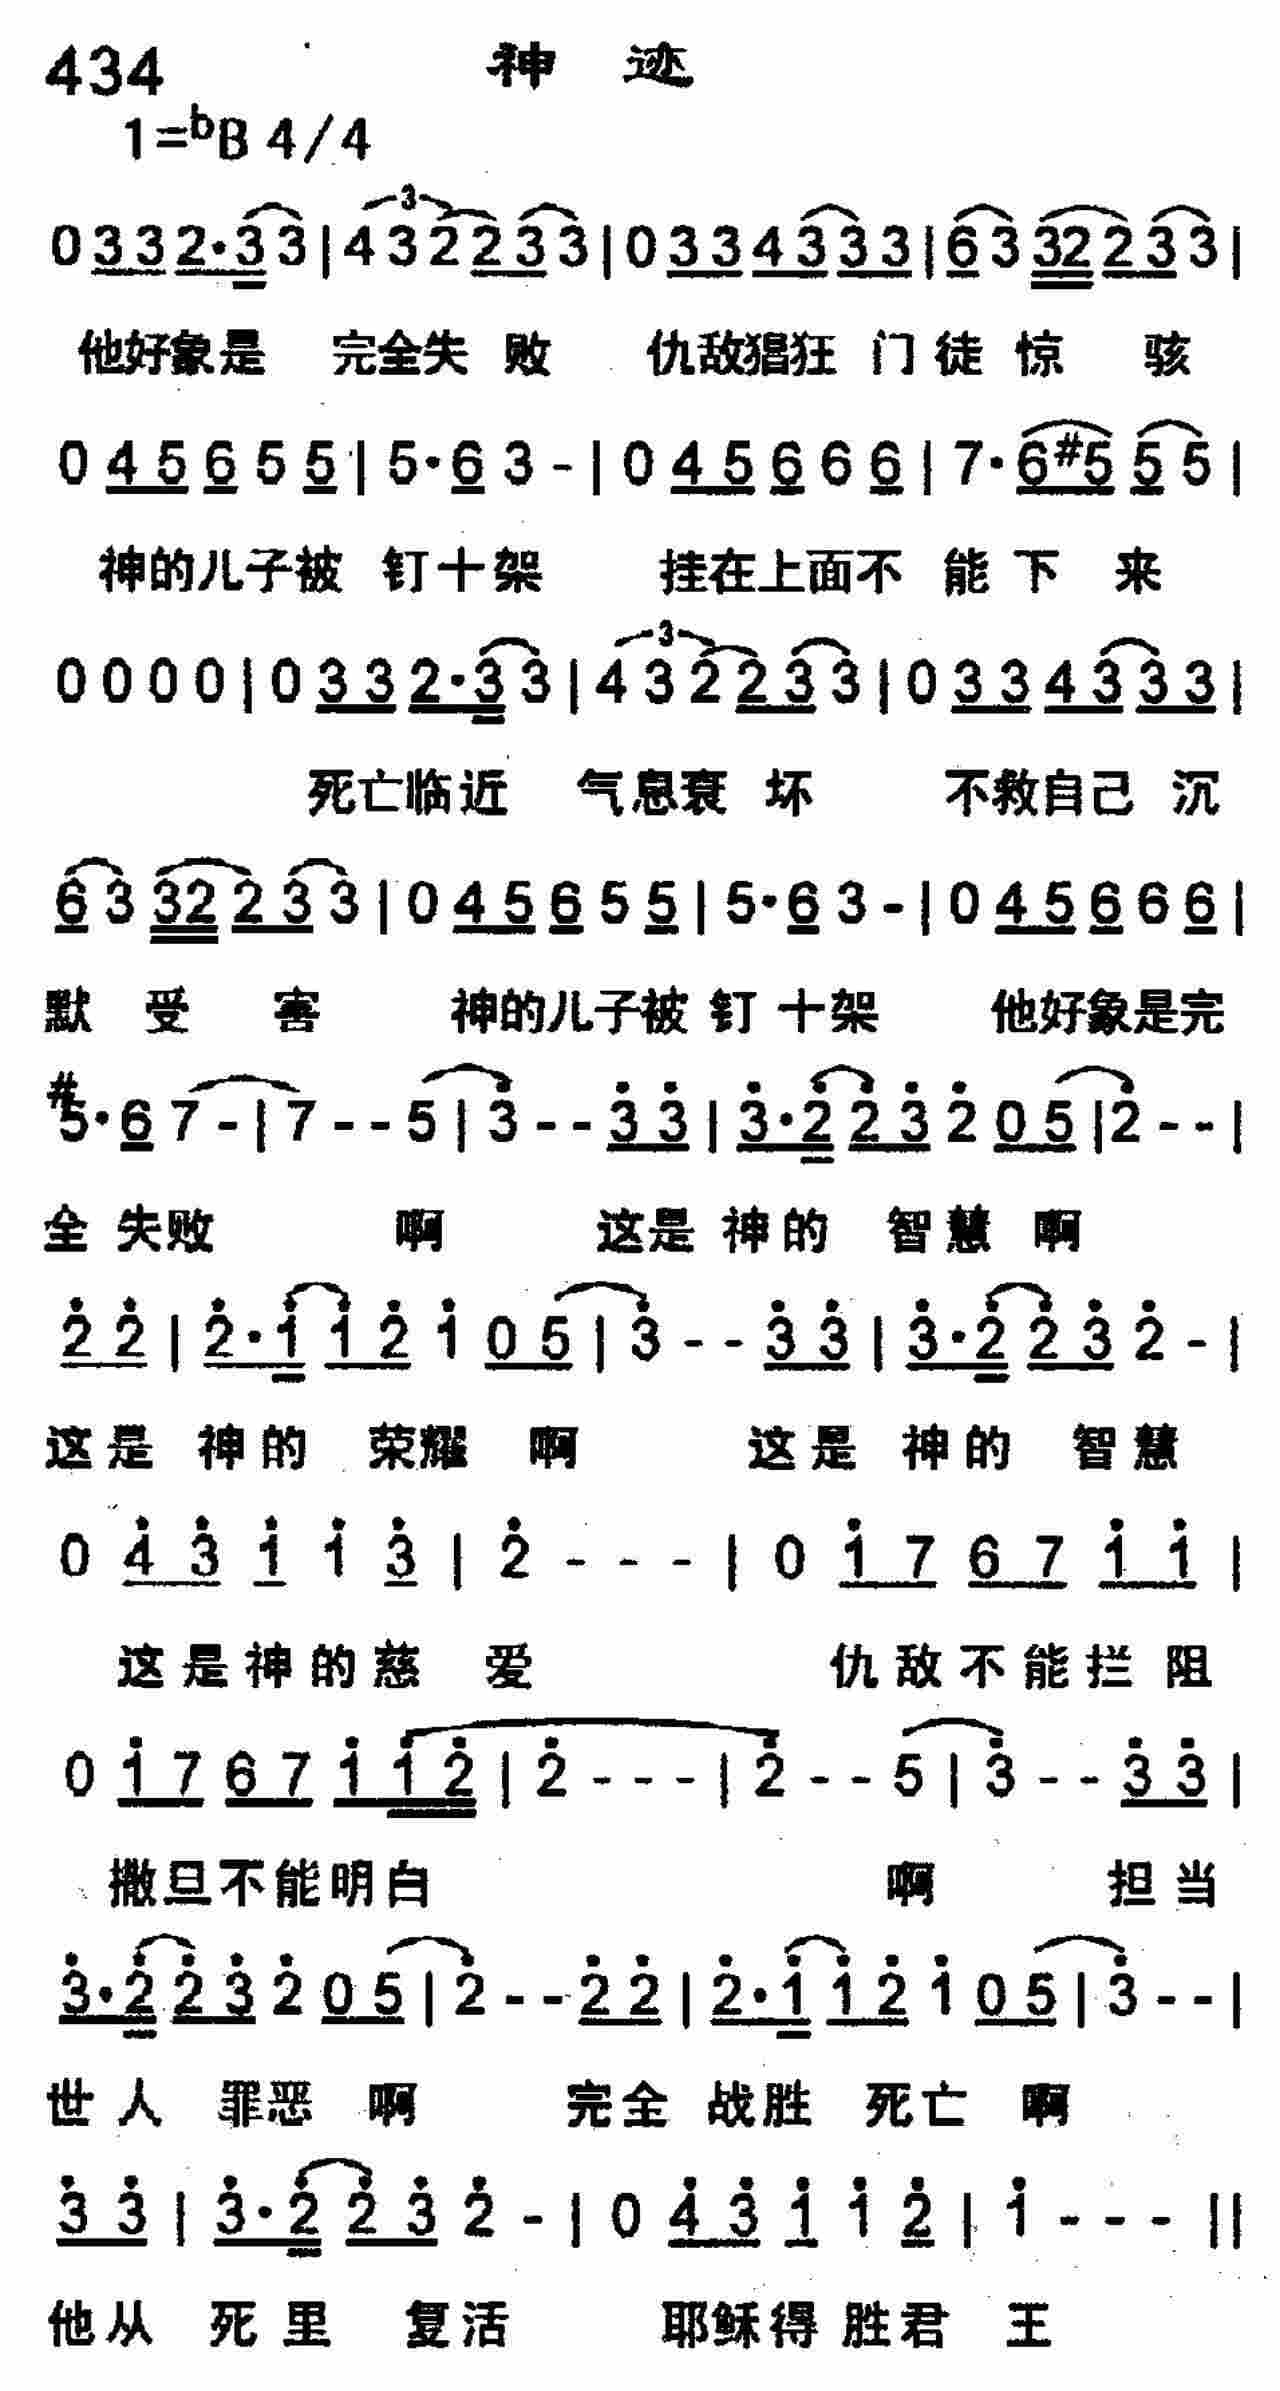 434 神迹
1=bB 4/4
0 3 3 2·3 3 | 4 3 2 2 3 3 | 0 3 3 4 3 3 3 | 6 3 3 2 2 3 3 |
他好象是 完全失败 仇敌猖狂 门徒惊骇
0 4 5 6 5 5 | 5·6 3 - | 0 4 5 6 6 6 | 7·6 #5 5 5 |
神的儿子被 钉十架 挂在上面不 能下来
0 0 0 0 | 0 3 3 2·3 3 | 4 3 2 2 3 3 | 0 3 3 4 3 3 3 |
死亡临近 气息衰坏 不救自己 沉
6 3 3 2 2 3 3 | 0 4 5 6 5 5 | 5·6 3 - | 0 4 5 6 6 6 |
默受害 神的儿子被 钉十架 他好象是完
#5·6 7 - | 7 - - 5 | 3 - - 3 3 | 3·2 2 3 2 0 5 | 2 - - |
全失败 啊 这是 神的 智慧 啊
2 2 | 2·1 1 2 1 0 5 | 3 - - 3 3 | 3·2 2 3 2 - |
这是 神的 荣耀 啊 这是 神的 智慧
0 4 3 1 1 3 | 2 - - - | 0 1 7 6 7 1 1 |
这是神的慈 爱 仇敌不能拦阻
0 1 7 6 7 1 1 2 | 2 - - - | 2 - - 5 | 3 - - 3 3 |
撒旦不能明白 啊 担当
3·2 2 3 2 0 5 | 2 - - 2 2 | 2·1 1 2 1 0 5 | 3 - - |
世人 罪恶 啊 完全 战胜 死亡 啊
3 3 | 3·2 2 3 2 - | 0 4 3 1 1 2 | 1 - - - ||
他从 死里 复活 耶稣得胜君 王